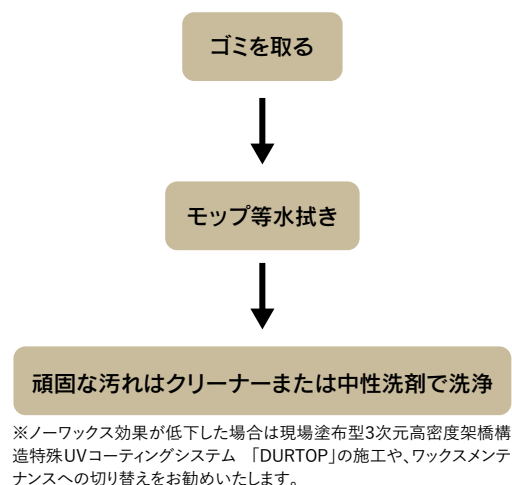 ゴミを取る
モップ等水拭き
頑固な汚れはクリーナーまたは中性洗剤で洗浄
※ノーワックス効果が低下した場合は現場塗布型3次元高密度架橋構
造特殊UVコーティングシステム　「DURTOP」の施工や、ワックスメンテ
ナンスへの切り替えをお勧めいたします。